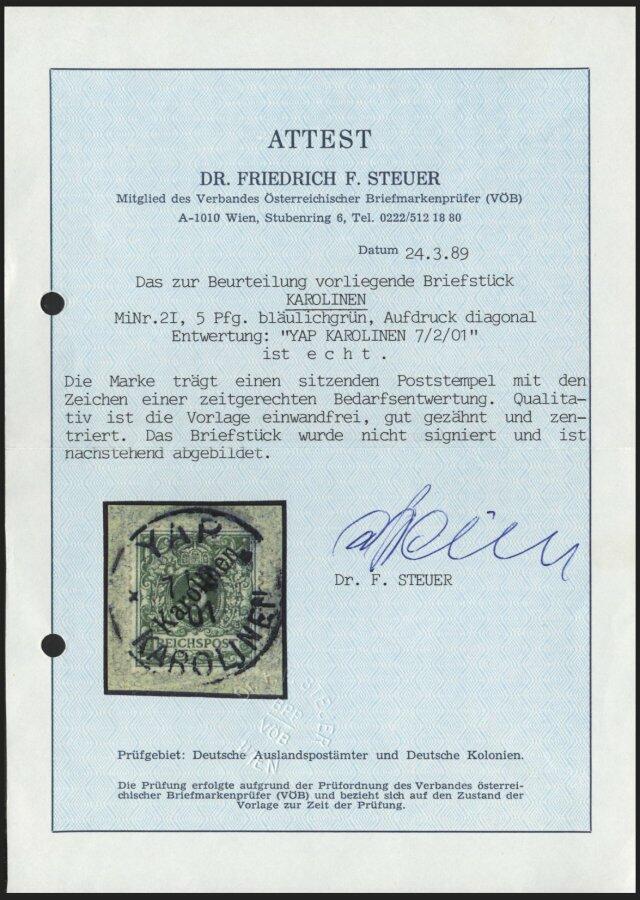 ATTEST
DR. FRIEDRICH F. STEUER
Mitglied des Verbandes Österreichischer Briefmarkenprüfer (VÖB)
A-1010 Wien, Stubenring 6, Tel. 0222/512 18 80
Datum 24.3.89
Das zur Beurteilung vorliegende Briefstück
KAROLINEN
MiNr.2I, 5 Pfg. bläulichgrün, Aufdruck diagonal
Entwertung: "YAP KAROLINEN 7/2/01"
ist e c h t .
Die Marke trägt einen sitzenden Poststempel mit den
Zeichen einer zeitgerechten Bedarfsentwertung. Qualita-
tiv ist die Vorlage einwandfrei, gut gezähnt und zen-
triert. Das Briefstück wurde nicht signiert und ist
nachstehend abgebildet.
YAP
Karolinen
01
REICHSPOST
KAROLINEN
Dr. F. STEUER
STEUER
VÖB
WIEN
Prüfgebiet: Deutsche Auslandspostämter und Deutsche Kolonien.
Die Prüfung erfolgte aufgrund der Prüfordnung des Verbandes österrei-
chischer Briefmarkenprüfer (VÖB) und bezieht sich auf den Zustand der
Vorlage zur Zeit der Prüfung.